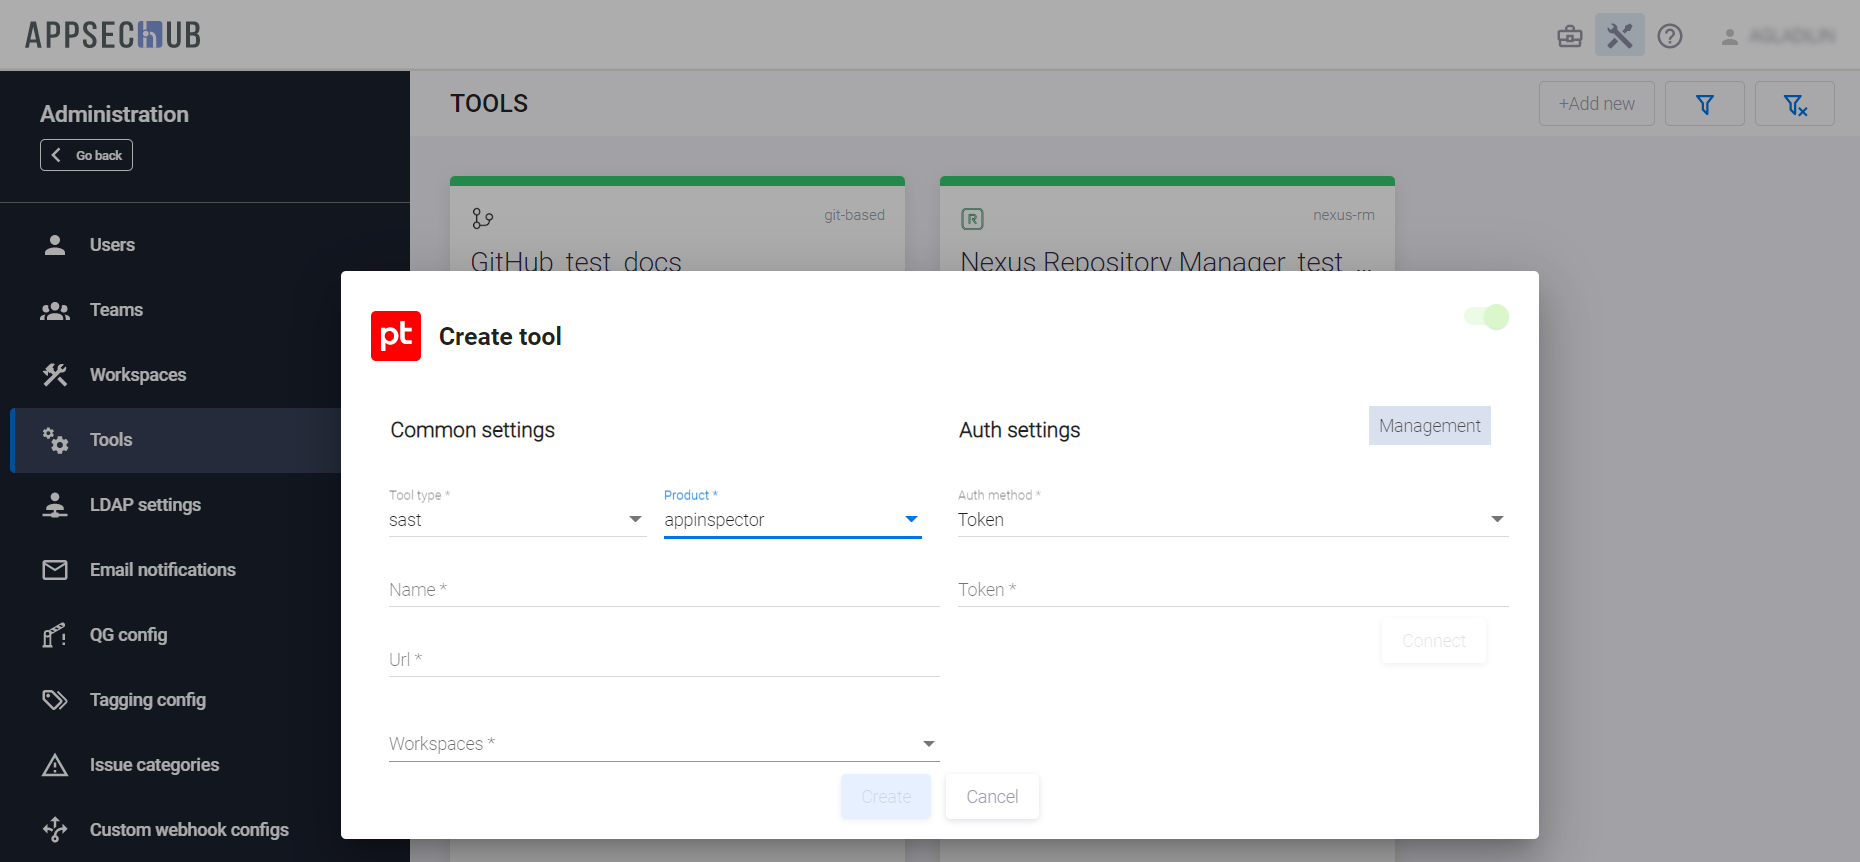 APPSECHUB
Administration
Go back
Users
Teams
Workspaces
Tools
LDAP settings
Email notifications
QG config
Tagging config
Issue categories
Custom webhook configs
TOOLS
+Add new
git-based
GitHub_test_docs
nexus-rm
R
Nexus Repository Manager_test_...
pt
Create tool
Common settings
Tool type *
sast
Product *
appinspector
Name *
Url *
Workspaces *
Auth settings
Management
Auth method *
Token
Token *
Connect
Create
Cancel